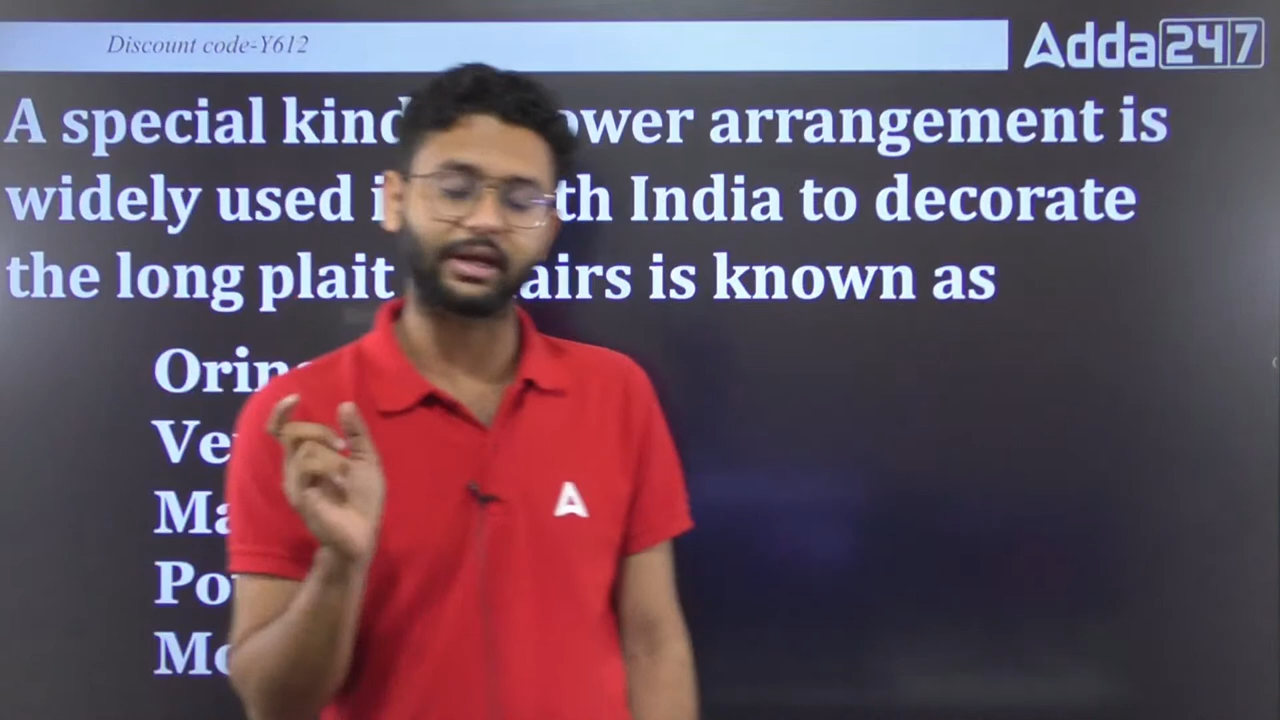 Discount code-Y612
Adda247
A special kind ower arrangement is
widely used i th India to decorate
the long plait airs is known as
Orin
Ve
Ma
Po
Mo
A